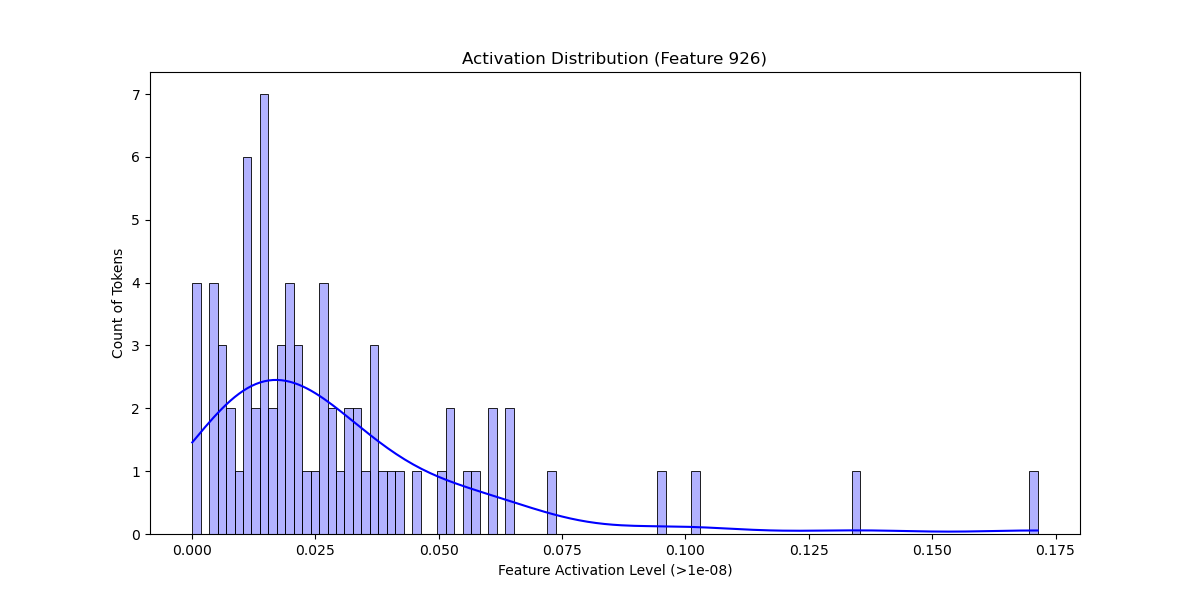 Activation Distribution (Feature 926)
7
6
5
4
3
2
1
0
Count of Tokens
0.000 0.025 0.050 0.075 0.100 0.125 0.150 0.175
Feature Activation Level (>1e-08)